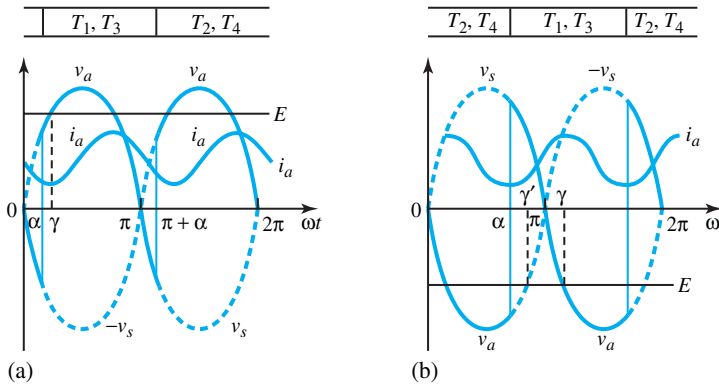 T1, T3
T2, T4
va
va
E
ia
ia
ia
0
α
γ
π
π + α
2π
ωt
−vs
vs
(a)
T2, T4
T1, T3
T2, T4
vs
−vs
ia
ia
0
α
γ′
π
γ
2π
ω
E
va
va
(b)